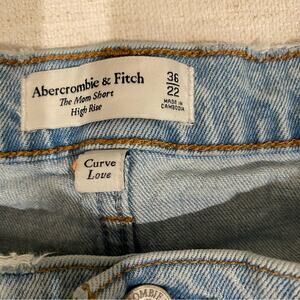 Abercrombie & Fitch
The Mom Short
High Rise
36
22
MADE IN
CAMBODIA
Curve
Love